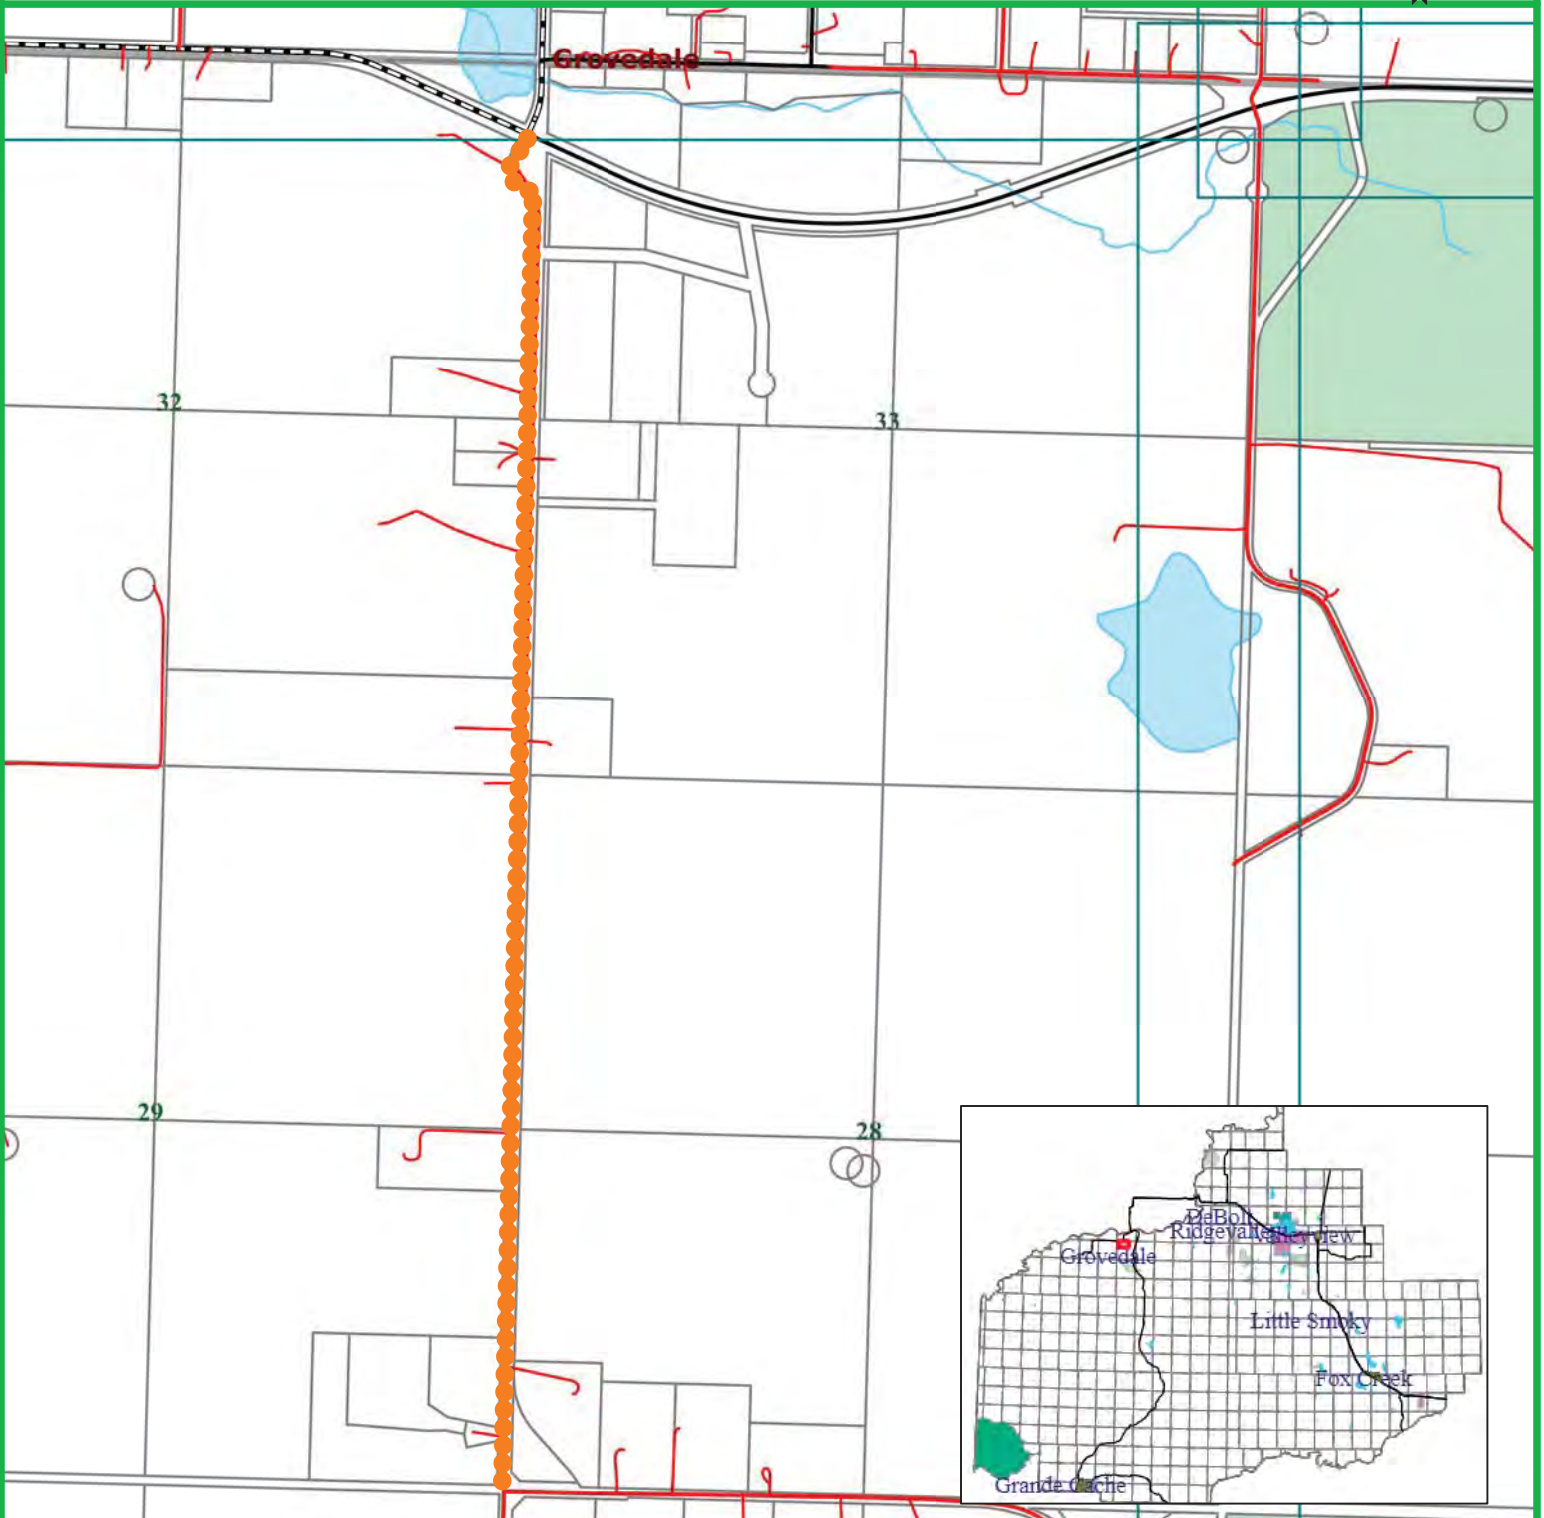 Grovedale
32
33
29
28
DeBolt
Ridgevalley
Valleyview
Grovedale
Little Smoky
Fox Creek
Grande Cache